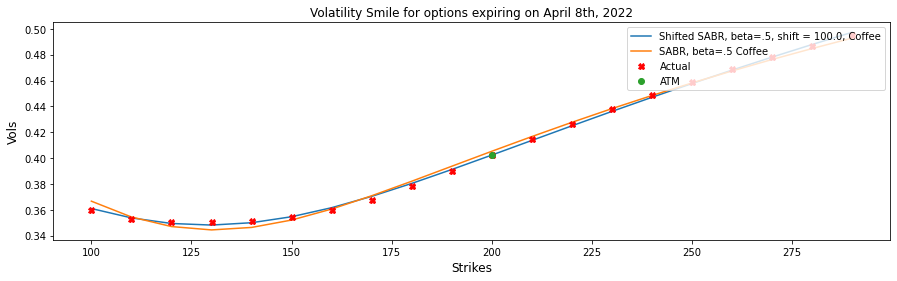 Volatility Smile for options expiring on April 8th, 2022
Shifted SABR, beta=.5, shift = 100.0, Coffee
SABR, beta=.5 Coffee
Actual
ATM
Vols
0.50
0.48
0.46
0.44
0.42
0.40
0.38
0.36
0.34
100 125 150 175 200 225 250 275
Strikes